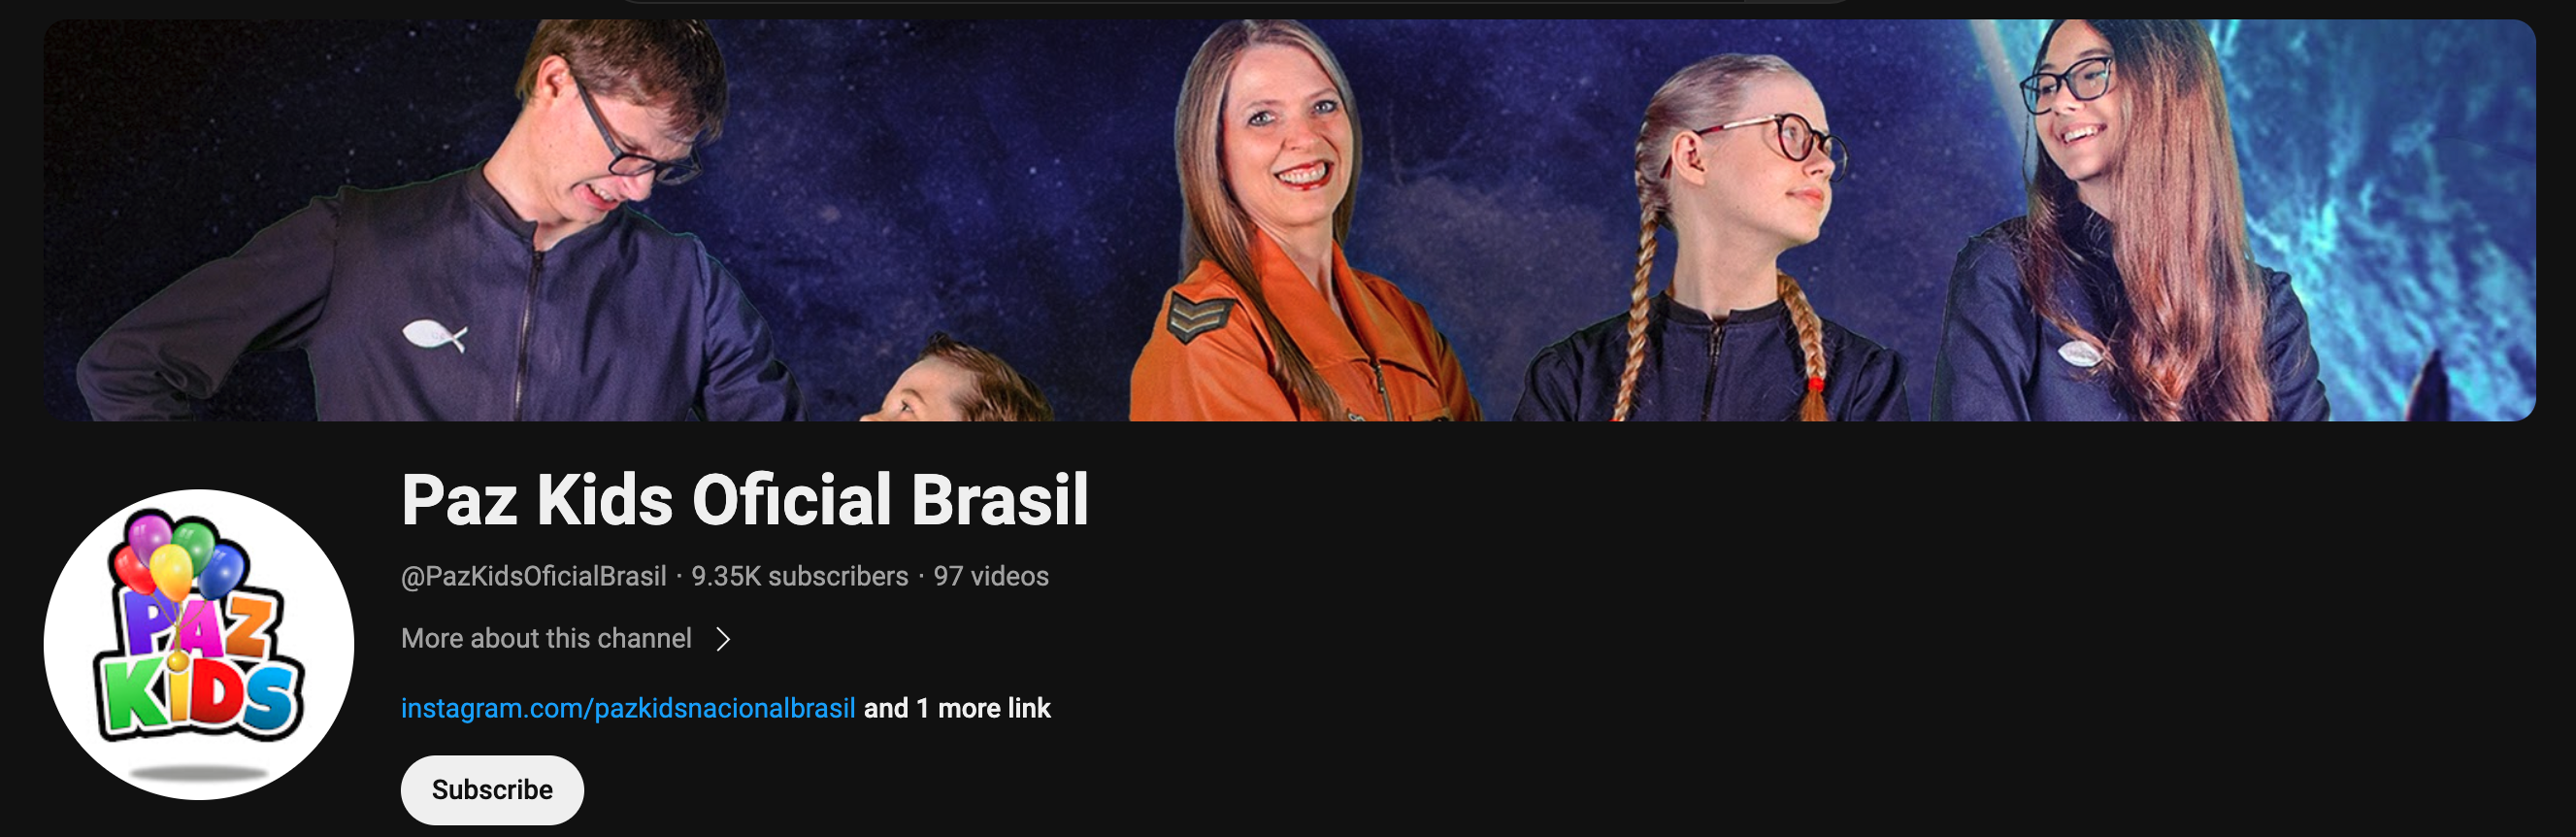 PAZ
KiDS
Paz Kids Oficial Brasil
@PazKidsOficialBrasil · 9.35K subscribers · 97 videos
More about this channel
instagram.com/pazkidsnacionalbrasil and 1 more link
Subscribe